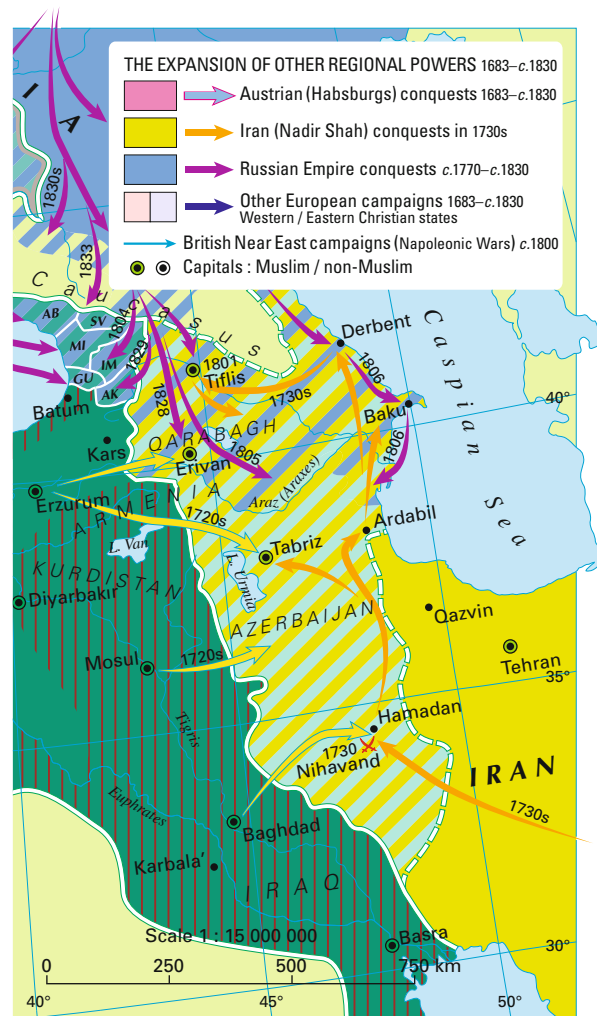 THE EXPANSION OF OTHER REGIONAL POWERS 1683–c.1830
Austrian (Habsburgs) conquests 1683–c.1830
Iran (Nadir Shah) conquests in 1730s
Russian Empire conquests c.1770–c.1830
Other European campaigns 1683–c.1830
Western / Eastern Christian states
British Near East campaigns (Napoleonic Wars) c.1800
Capitals : Muslim / non-Muslim
I A
1830s
1833
Caucasus
AB
SV
1804
MI
IM
1829
GU
AK
Batum
1801
Tiflis
1730s
1828
Derbent
1806
Baku
1806
Caspian Sea
40°
QARABAGH
1805
Kars
Erivan
Araz (Araxes)
Erzurum
ARMENIA
1720s
L. Van
Tabriz
Ardabil
KURDISTAN
L. Urmia
Diyarbakır
AZERBAIJAN
Qazvin
Tehran
Mosul
1720s
35°
Tigris
Hamadan
1730
Nihavand
IRAN
1730s
Euphrates
Baghdad
Karbala'
IRAQ
Basra
30°
Scale 1 : 15 000 000
0 250 500 750 km
40° 45° 50°